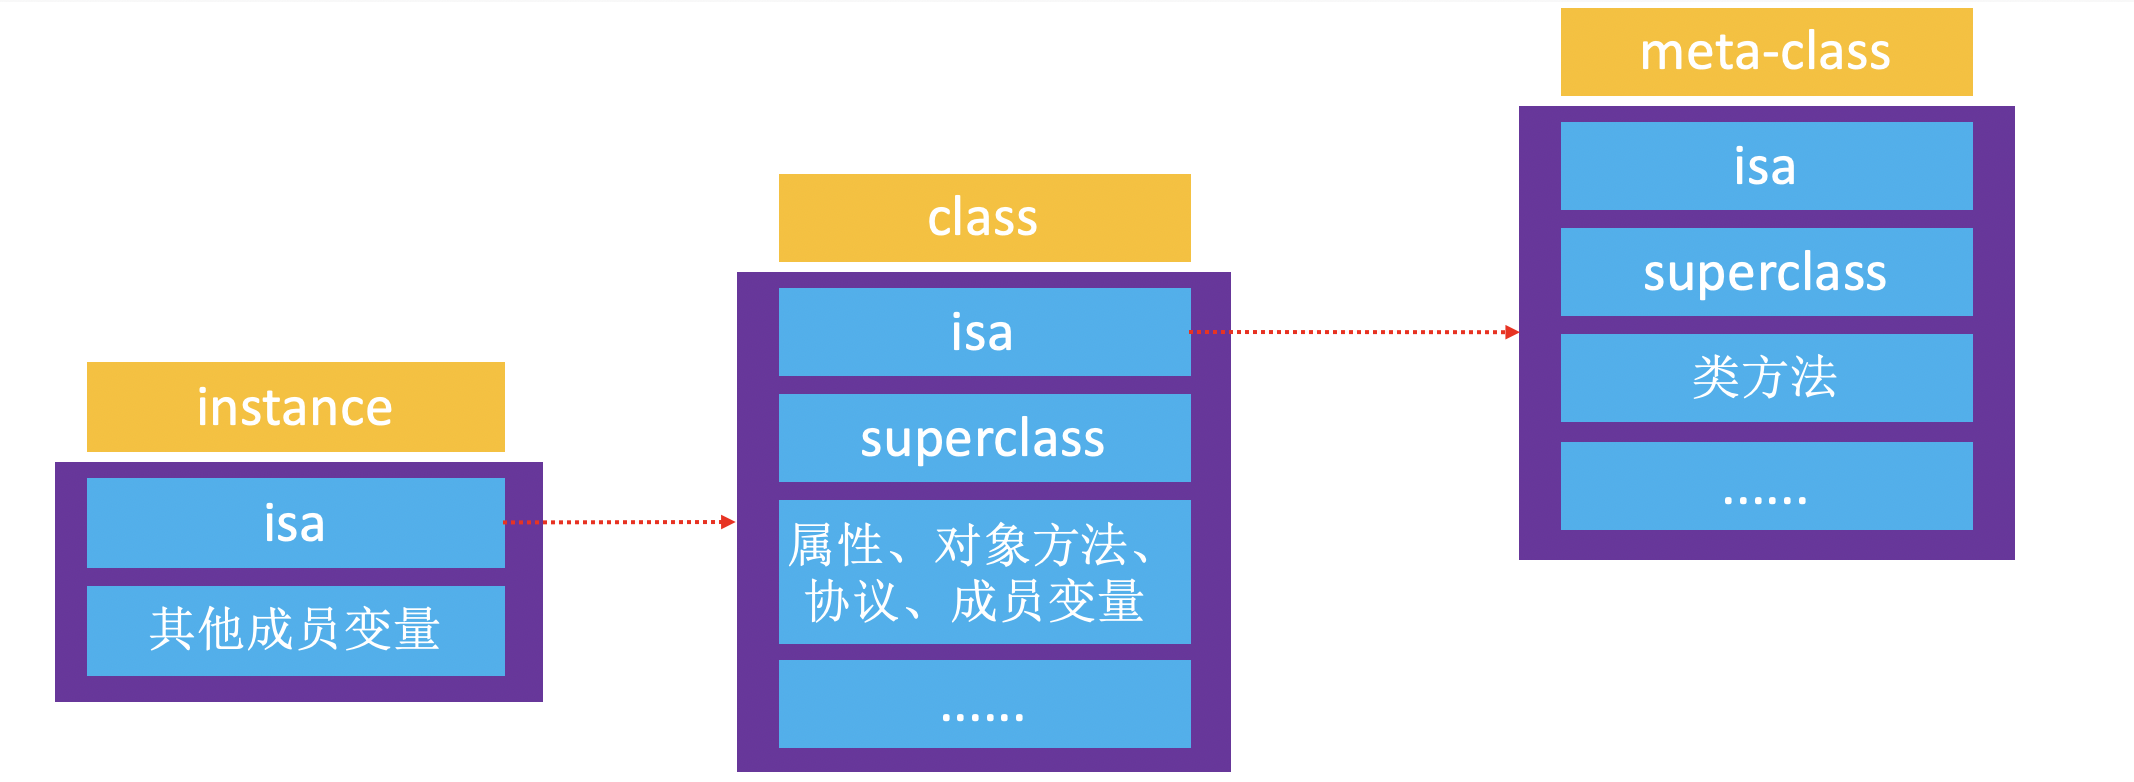 instance
isa
其他成员变量
class
isa
superclass
属性、对象方法、
协议、成员变量
......
meta-class
isa
superclass
类方法
......